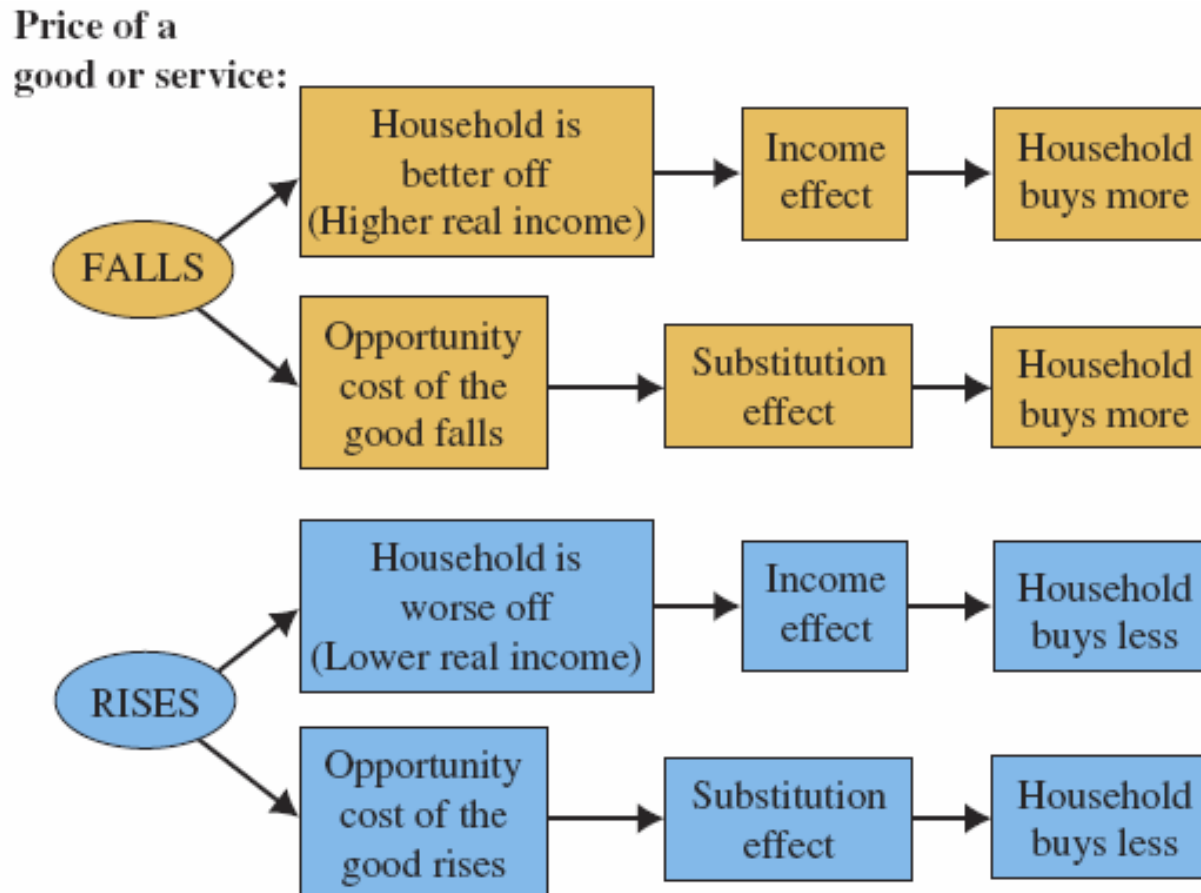 Price of a
good or service:
FALLS
Household is
better off
(Higher real income)
Income
effect
Household
buys more
Opportunity
cost of the
good falls
Substitution
effect
Household
buys more
RISES
Household is
worse off
(Lower real income)
Income
effect
Household
buys less
Opportunity
cost of the
good rises
Substitution
effect
Household
buys less